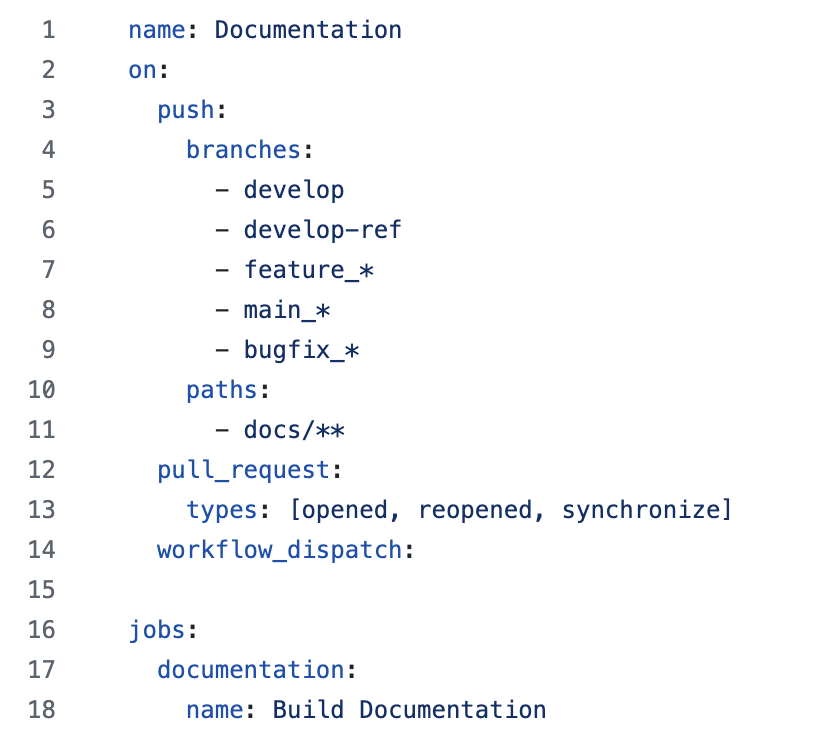 1 name: Documentation
2 on:
3   push:
4     branches:
5       - develop
6       - develop-ref
7       - feature_*
8       - main_*
9       - bugfix_*
10     paths:
11       - docs/**
12   pull_request:
13     types: [opened, reopened, synchronize]
14   workflow_dispatch:
15
16 jobs:
17   documentation:
18     name: Build Documentation